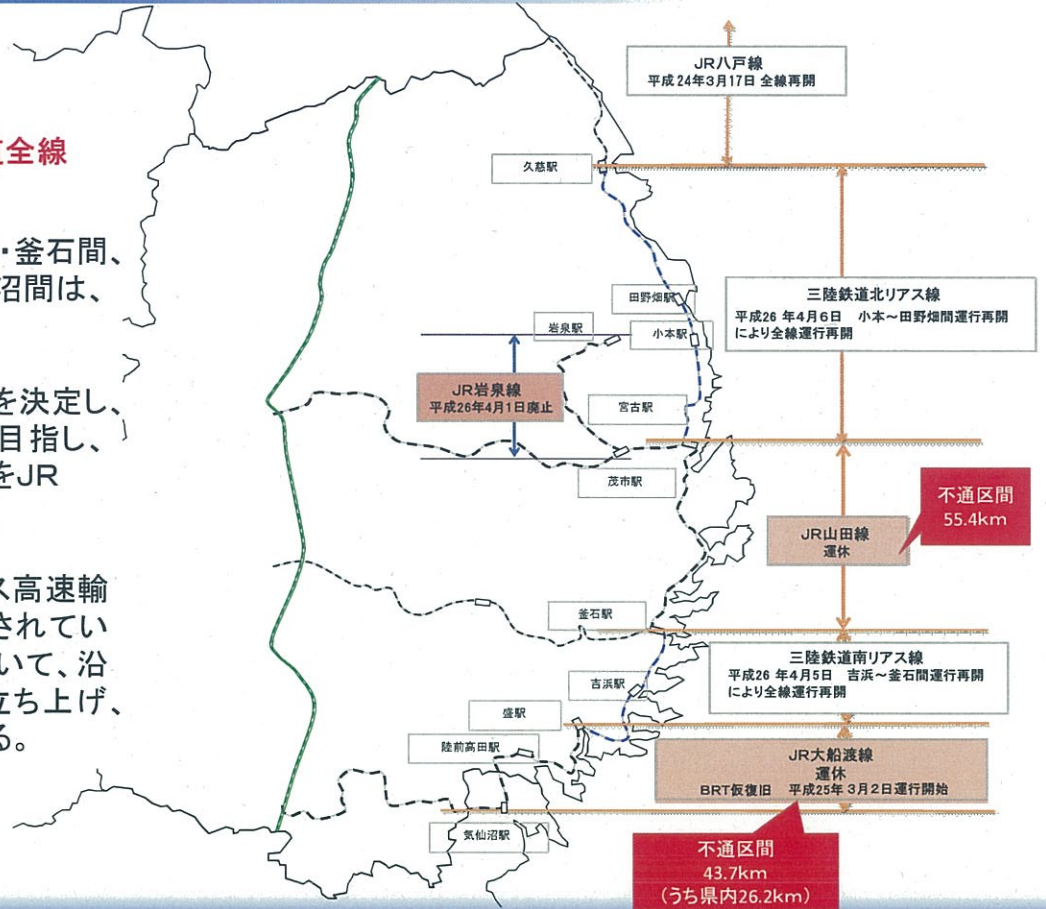 直全線
・釜石間、
沼間は、
を決定し、
目指し、
をJR
ス高速輸
されてい
いて、沿
立ち上げ、
る。
JR八戸線
平成24年3月17日 全線再開
久慈駅
田野畑駅
岩泉駅
小本駅
三陸鉄道北リアス線
平成26 年4月6日 小本～田野畑間運行再開
により全線運行再開
JR岩泉線
平成26年4月1日廃止
宮古駅
茂市駅
不通区間
55.4km
JR山田線
運休
釜石駅
三陸鉄道南リアス線
平成26 年4月5日 吉浜～釜石間運行再開
により全線運行再開
吉浜駅
盛駅
陸前高田駅
JR大船渡線
運休
BRT仮復旧 平成25年3月2日運行開始
気仙沼駅
不通区間
43.7km
(うち県内26.2km)